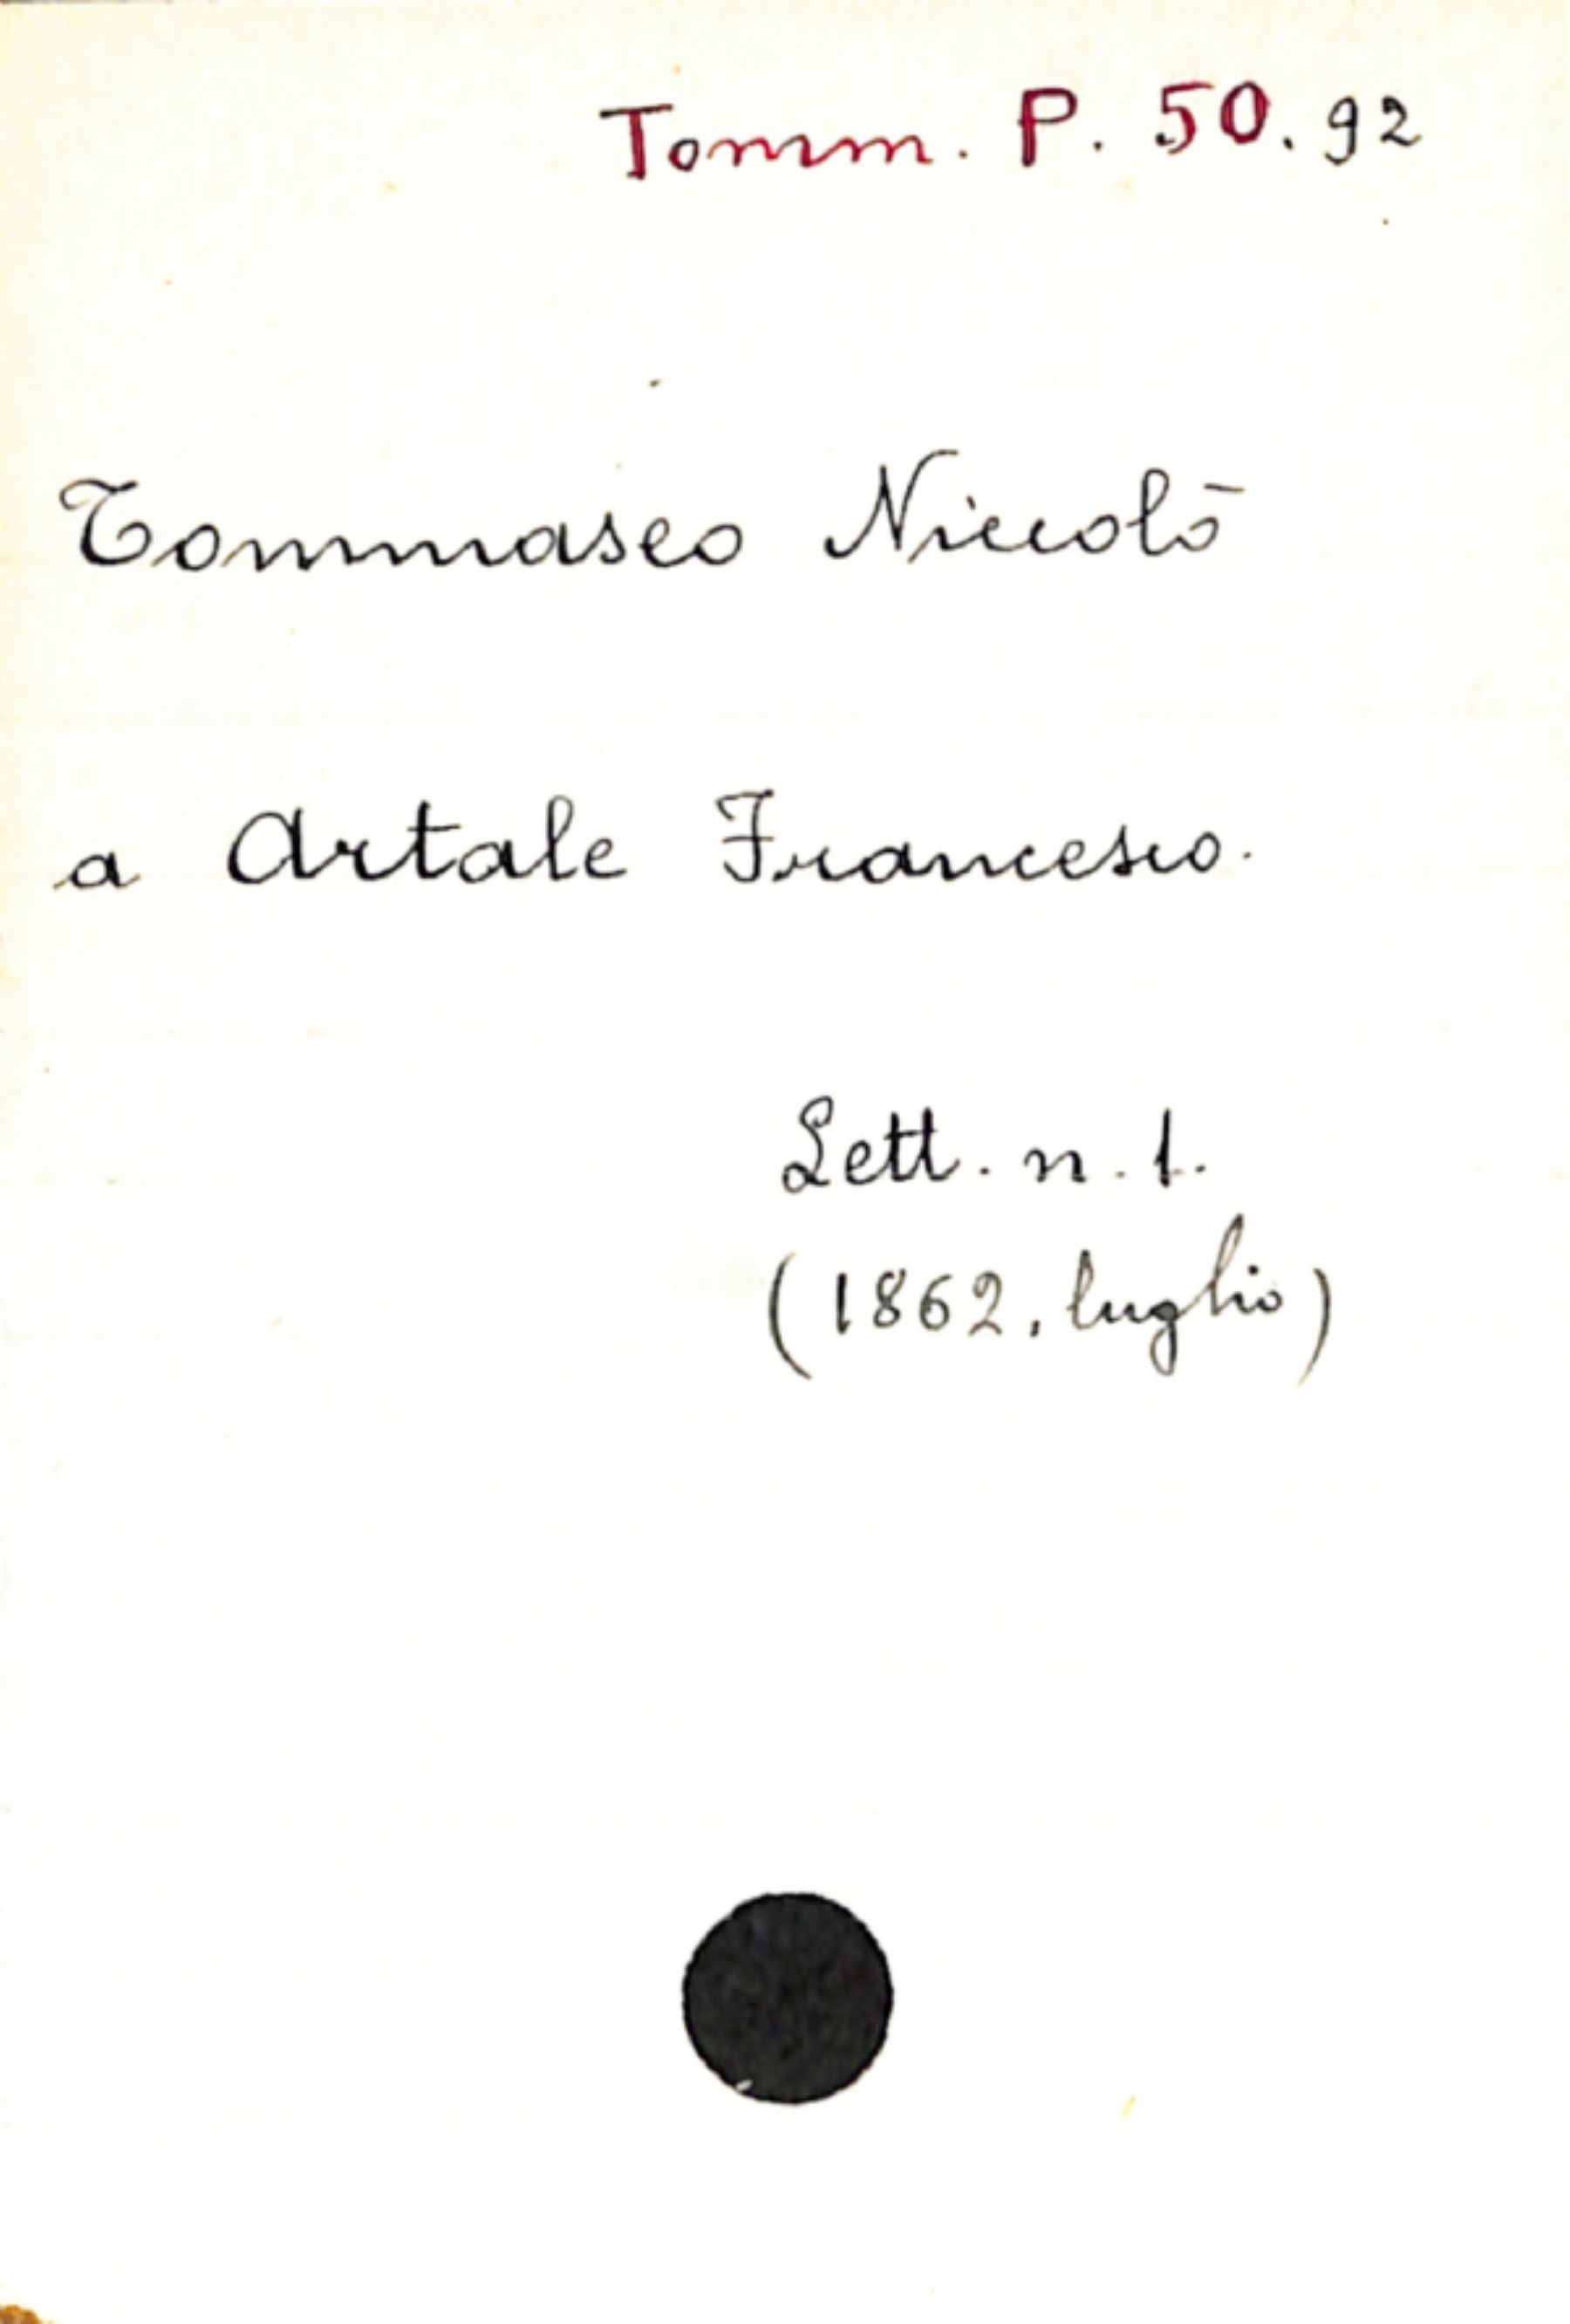 Tomm. P. 50. 92
Tommaseo Niccolò
a Artale Francesco.
Lett. n. 1.
(1862, luglio)